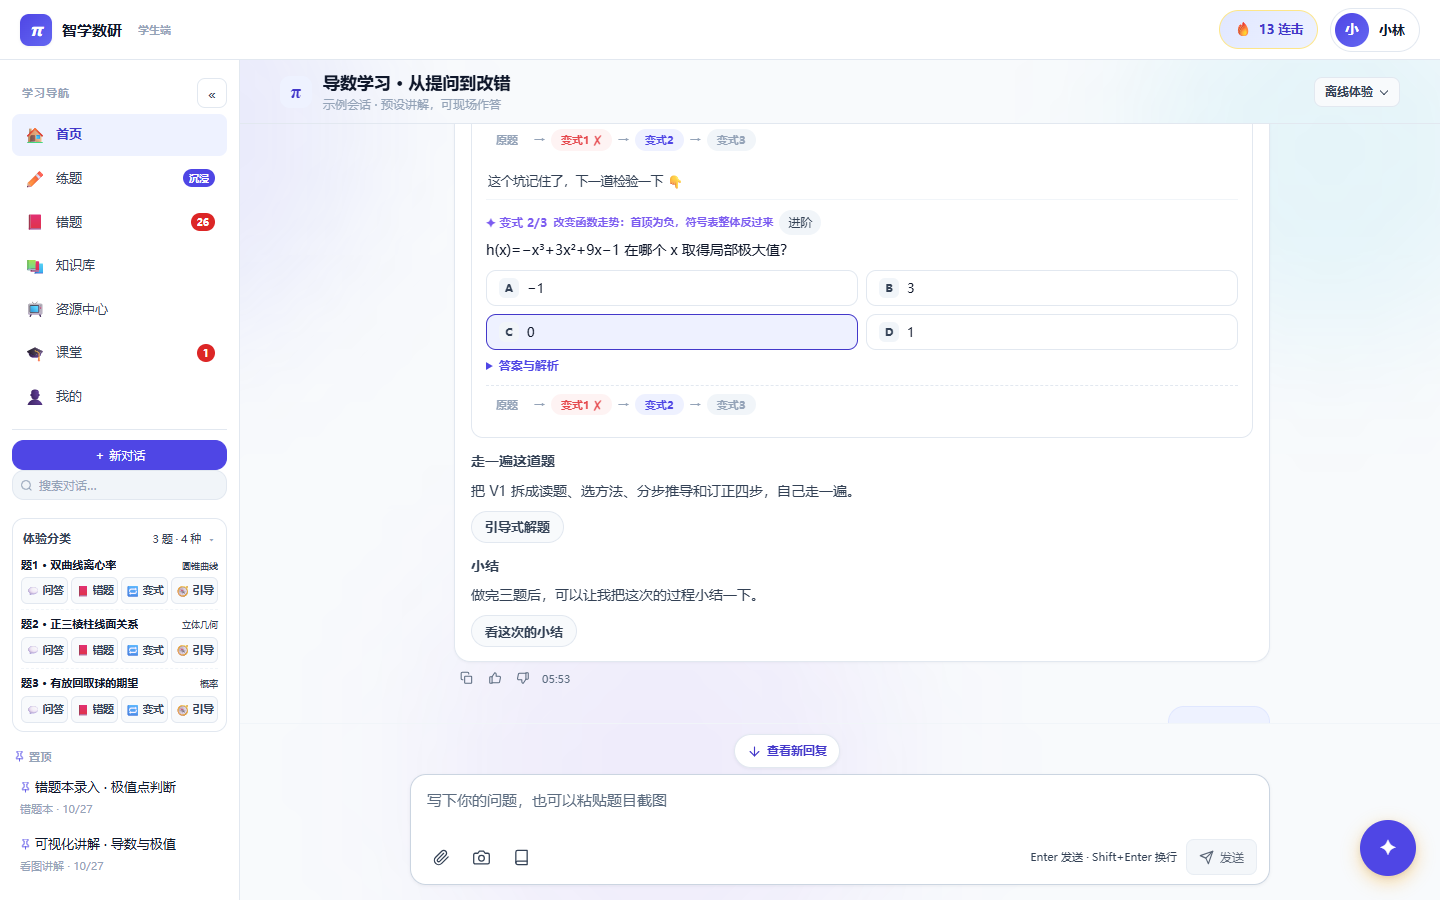 π 智学数研 学生端
13 连击
小 小林
学习导航 «
首页
练题 沉浸
错题 26
知识库
资源中心
课堂 1
我的
+ 新对话
搜索对话...
体验分类 3 题 · 4 种
题1 • 双曲线离心率 圆锥曲线
问答 错题 变式 引导
题2 • 正三棱柱线面关系 立体几何
问答 错题 变式 引导
题3 • 有放回取球的期望 概率
问答 错题 变式 引导
置顶
错题本录入 · 极值点判断
错题本 · 10/27
可视化讲解 · 导数与极值
看图讲解 · 10/27
π 导数学习 • 从提问到改错
示例会话 · 预设讲解，可现场作答
离线体验
原题 → 变式1 ✗ → 变式2 → 变式3
这个坑记住了，下一道检验一下 👇
✦ 变式 2/3 改变函数走势：首项为负，符号表整体反过来 进阶
h(x)=−x³+3x²+9x−1 在哪个 x 取得局部极大值?
A −1
B 3
C 0
D 1
▶ 答案与解析
原题 → 变式1 ✗ → 变式2 → 变式3
走一遍这道题
把 V1 拆成读题、选方法、分步推导和订正四步，自己走一遍。
引导式解题
小结
做完三题后，可以让我把这次的过程小结一下。
看这次的小结
05:53
↓ 查看新回复
写下你的问题，也可以粘贴题目截图
Enter 发送 · Shift+Enter 换行 发送